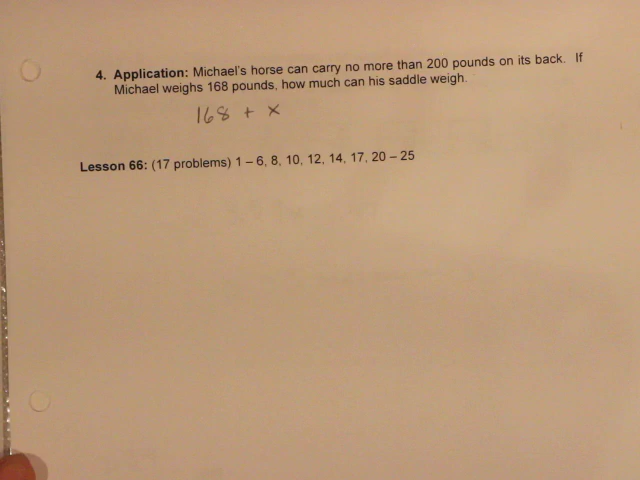 4. Application: Michael's horse can carry no more than 200 pounds on its back. If
Michael weighs 168 pounds, how much can his saddle weigh.
168 + x
Lesson 66: (17 problems) 1 – 6, 8, 10, 12, 14, 17, 20 – 25